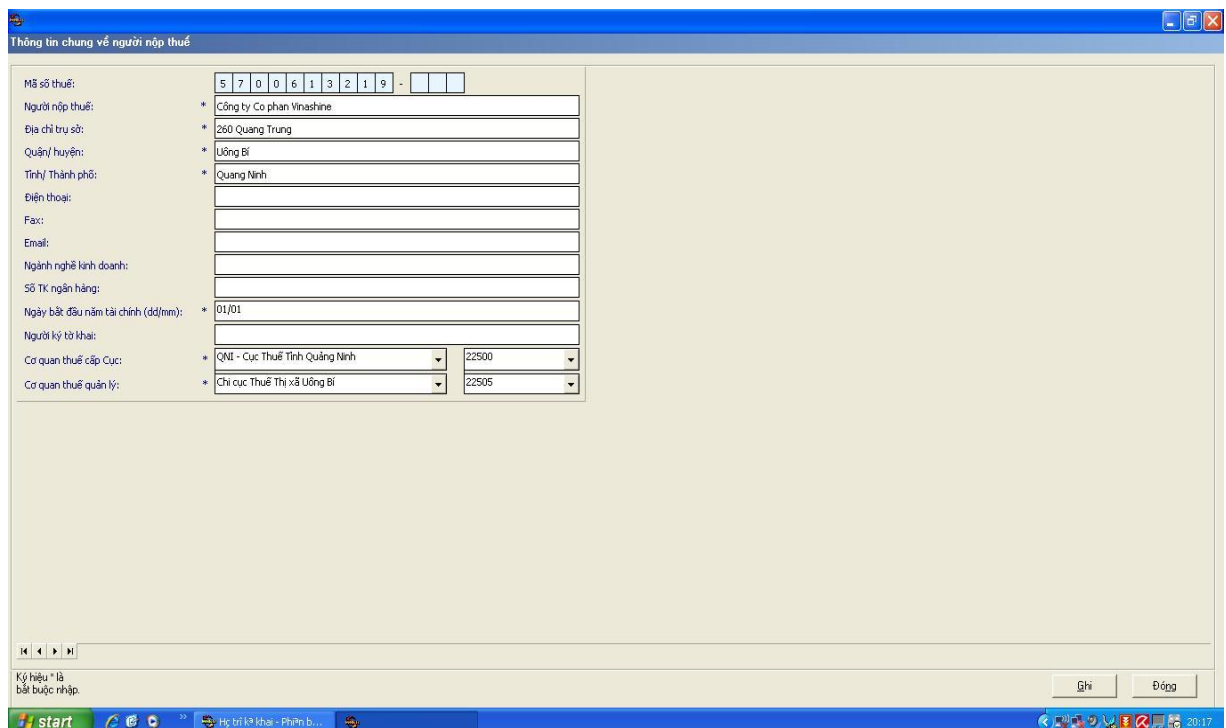 Thông tin chung về người nộp thuế
Mã số thuế: 5 7 0 0 6 1 3 2 1 9 -
Người nộp thuế: * Công ty Co phan Vinashine
Địa chỉ trụ sở: * 260 Quang Trung
Quận/ huyện: * Uông Bí
Tỉnh/ Thành phố: * Quang Ninh
Điện thoại:
Fax:
Email:
Ngành nghề kinh doanh:
Số TK ngân hàng:
Ngày bắt đầu năm tài chính (dd/mm): * 01/01
Người ký tờ khai:
Cơ quan thuế cấp Cục: * QNI - Cục Thuế Tỉnh Quảng Ninh 22500
Cơ quan thuế quản lý: * Chi cục Thuế Thị xã Uông Bí 22505
Ký hiệu * là
bắt buộc nhập.
Ghi Đóng
start Hç trî kª khai - Phiªn b... 20:17